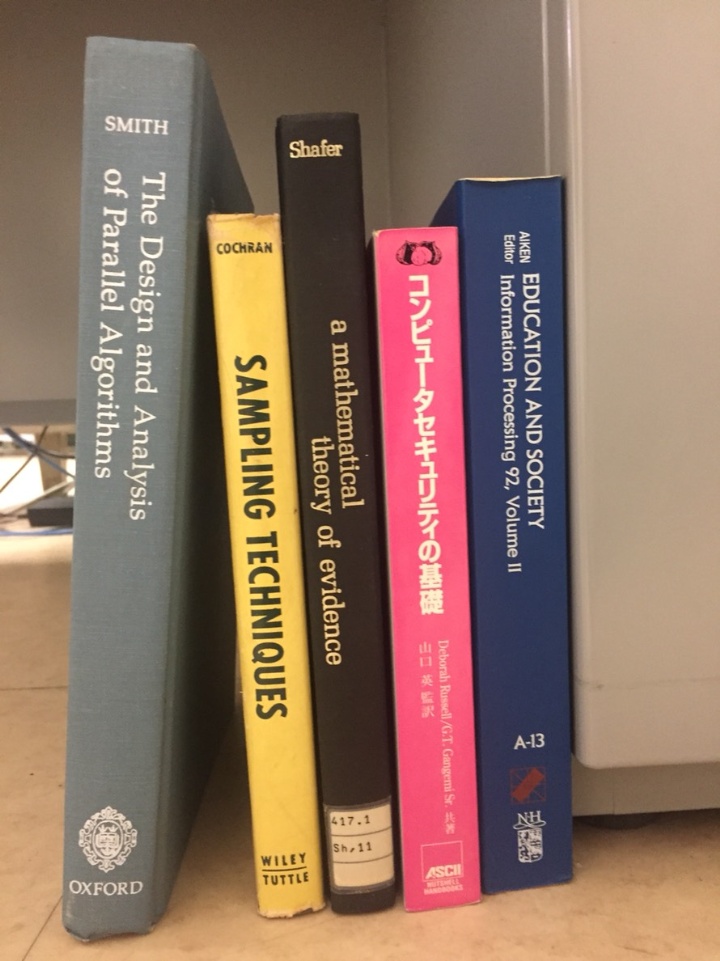 SMITH
The Design and Analysis
of Parallel Algorithms
OXFORD
COCHRAN
SAMPLING TECHNIQUES
WILEY
TUTTLE
Shafer
a mathematical
theory of evidence
417.1
Sh,11
コンピュータセキュリティの基礎
Deborah Russell/G.T. Gangemi Sr. 共著
山口 英 監訳
ASCII
NUTSHELL
HANDBOOKS
AIKEN
Editor
EDUCATION AND SOCIETY
Information Processing 92, Volume II
A-13
NH